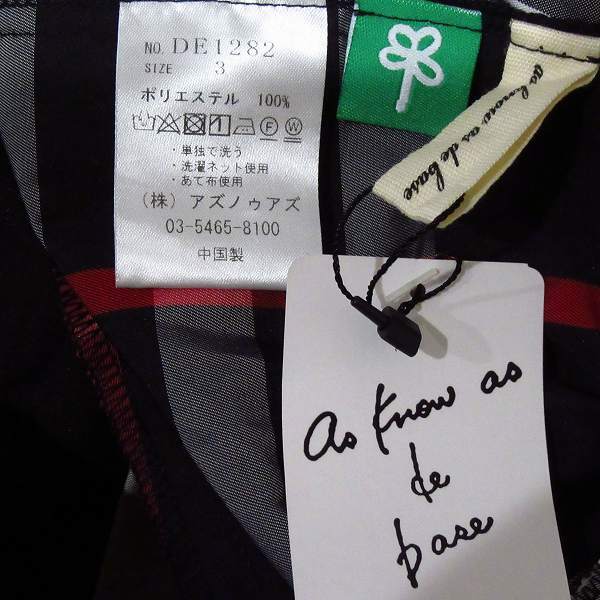 NO. DE1282
SIZE 3
ポリエステル 100%
・単独で洗う
・洗濯ネット使用
・あて布使用
(株) アズノゥアズ
03-5465-8100
中国製
as know as de base
as know as
de
base